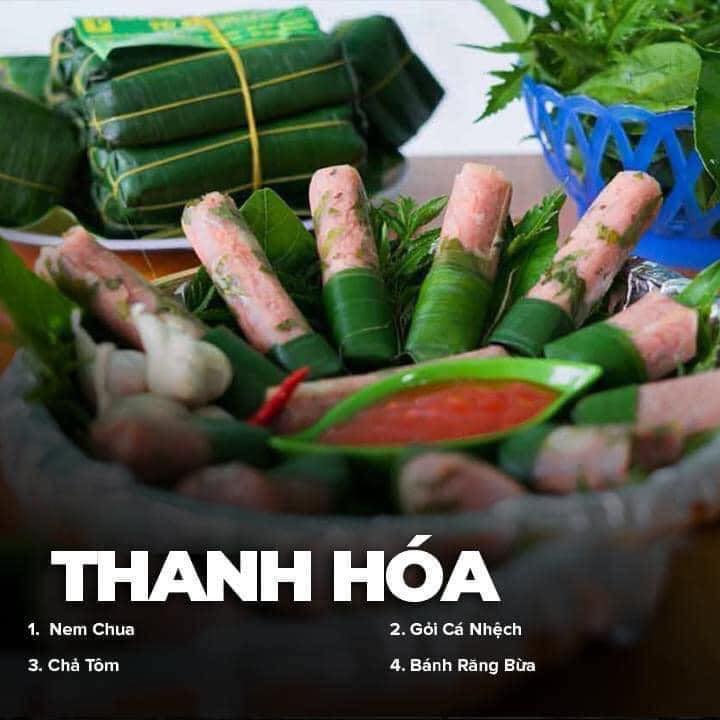 THANH HÓA
1. Nem Chua
2. Gỏi Cá Nhệch
3. Chả Tôm
4. Bánh Răng Bừa